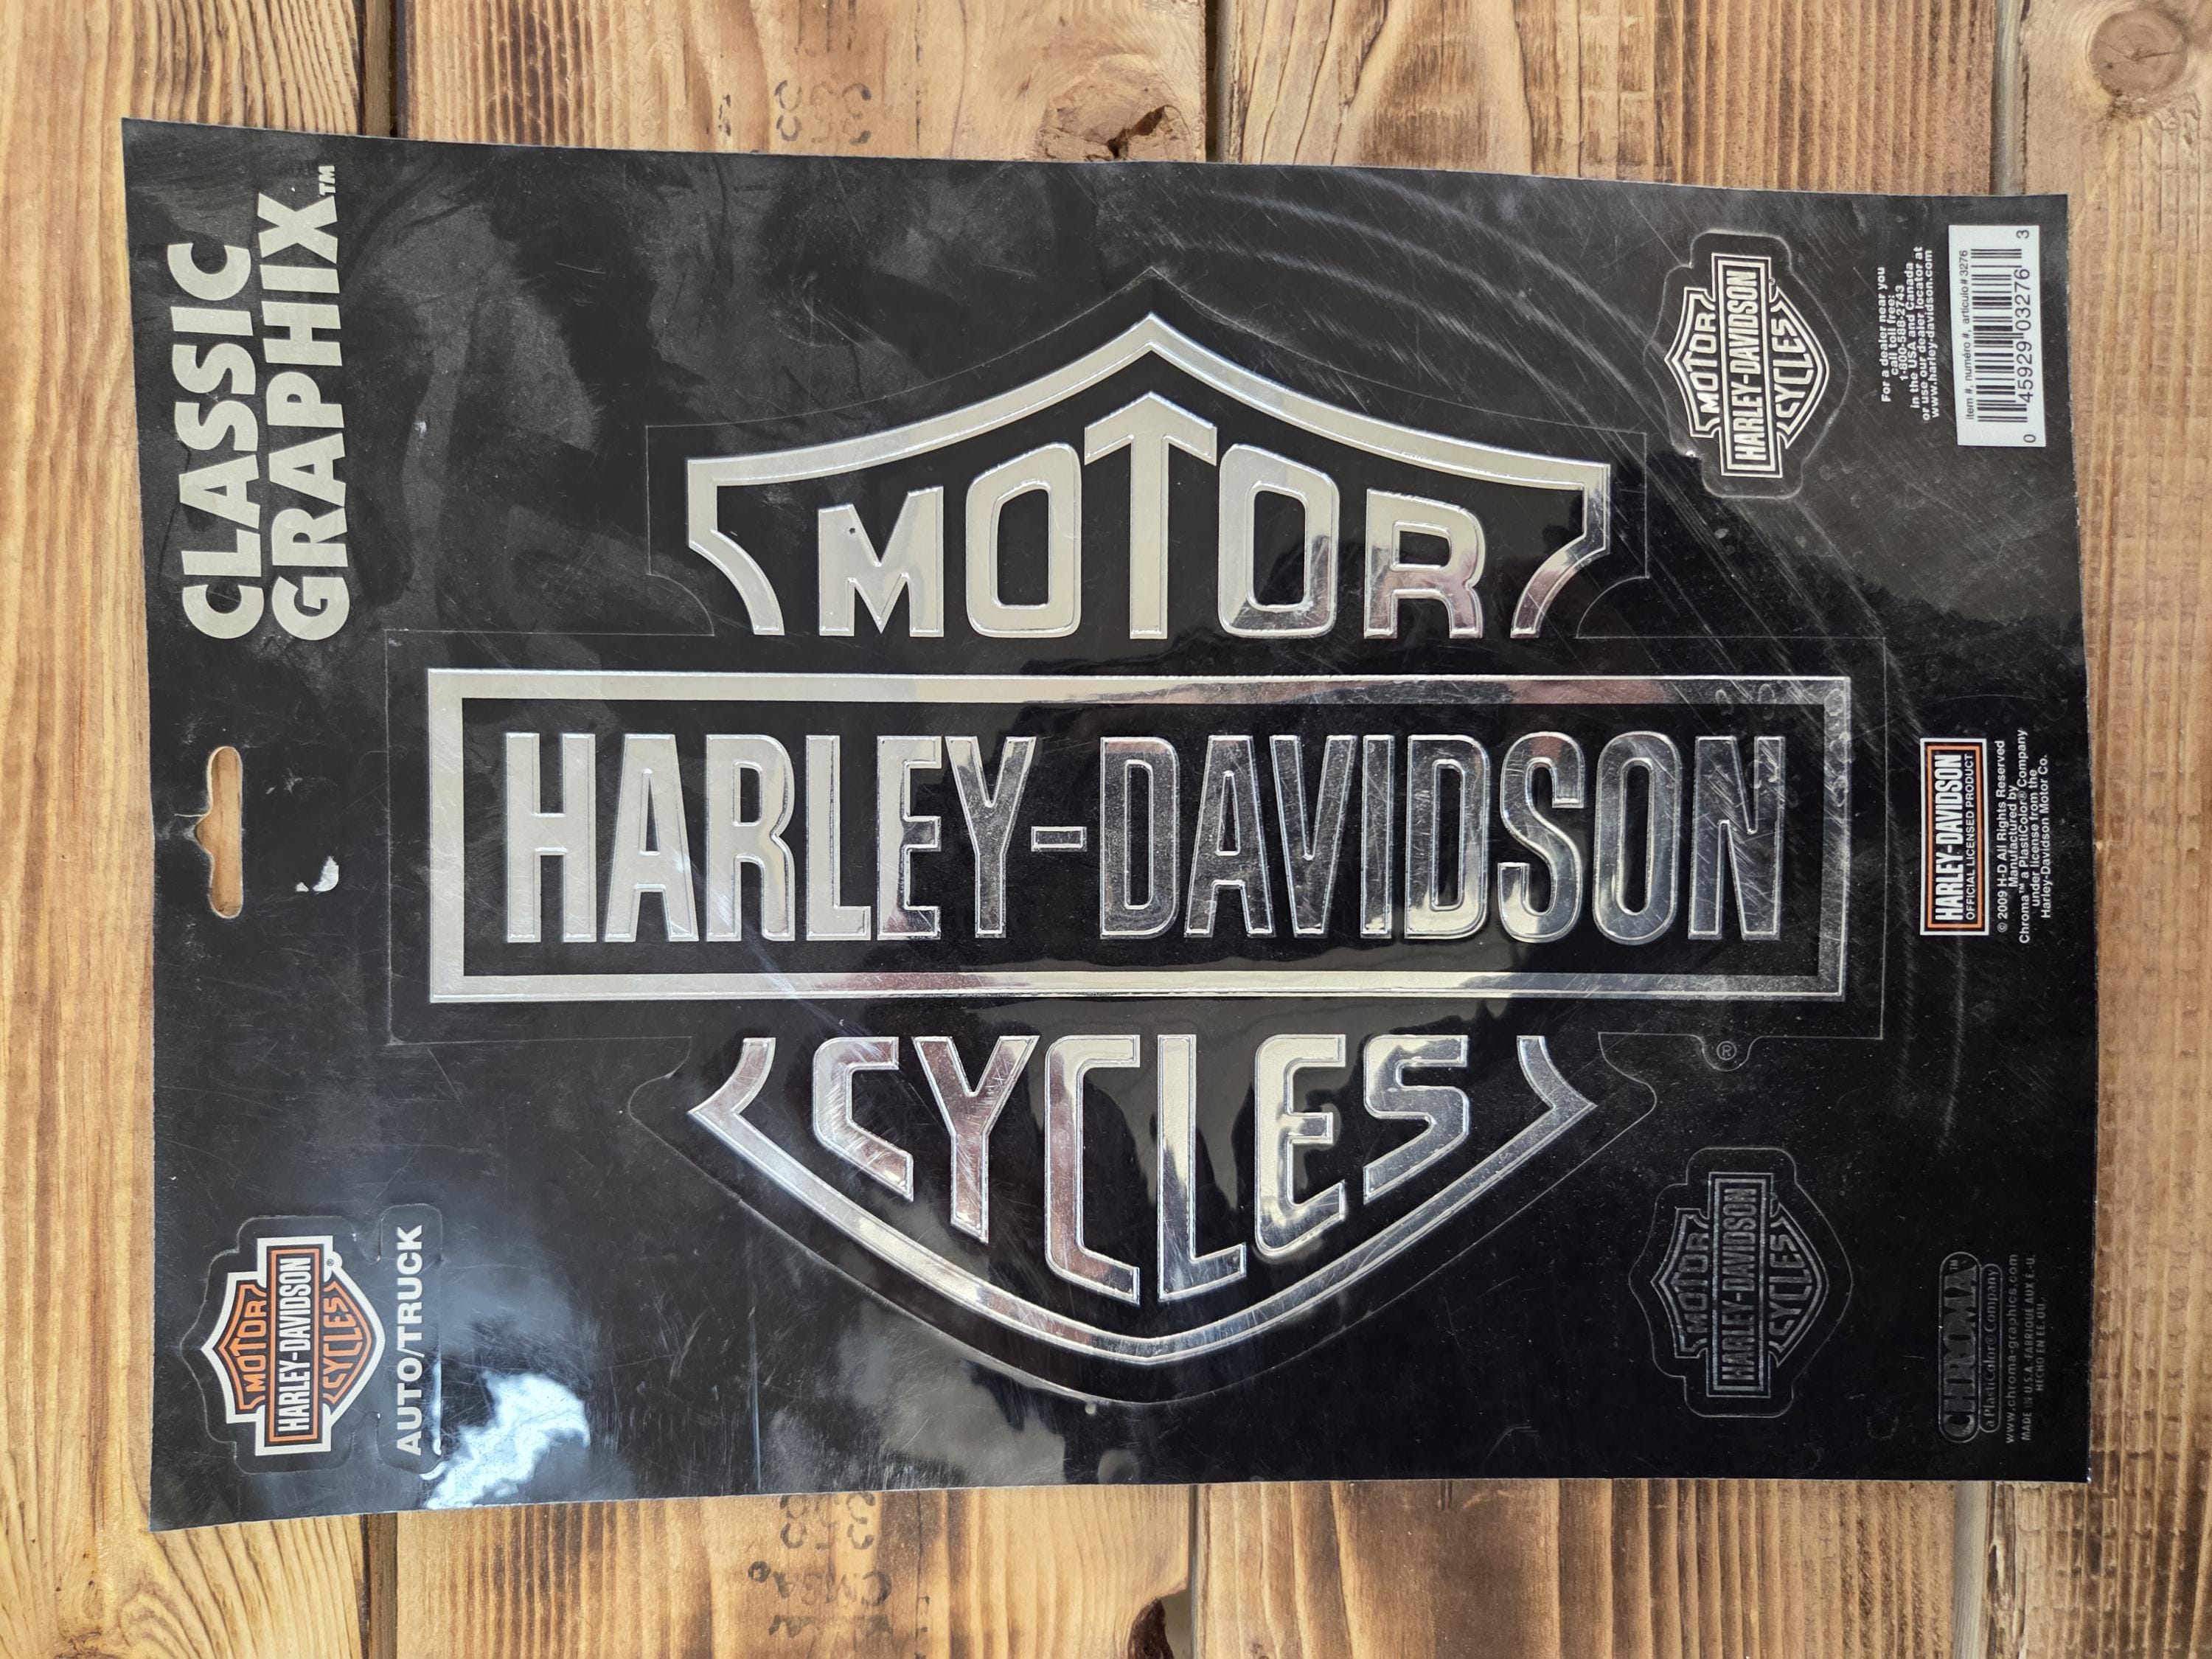 CLASSIC
GRAPHIX™
MOTOR
HARLEY-DAVIDSON
CYCLES
®
AUTO/TRUCK
MOTOR
HARLEY-DAVIDSON
CYCLES
®
MOTOR
HARLEY-DAVIDSON
CYCLES
MOTOR
HARLEY-DAVIDSON
CYCLES
For a dealer near you
call toll free:
1-800-588-2743
in the USA and Canada
or use our dealer locator at
www.harley-davidson.com
item #, numéro #, articulo # 3276
0 45929 03276 3
HARLEY-DAVIDSON
OFFICIAL LICENSED PRODUCT
© 2009 H-D All Rights Reserved
Manufactured by
Chroma™ a PlastiColor® Company
under license from the
Harley-Davidson Motor Co.
CHROMA™
a PlastiColor® Company
www.chroma-graphics.com
MADE IN U.S.A. FABRIQUÉ AUX É.-U.
HECHO EN EE.UU.